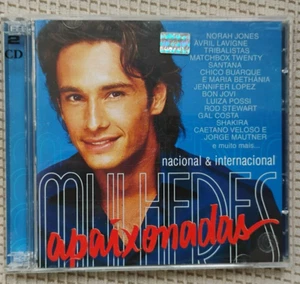 2
CD
NORAH JONES
AVRIL LAVIGNE
TRIBALISTAS
MATCHBOX TWENTY
SANTANA
CHICO BUARQUE
E MARIA BETHÂNIA
JENNIFER LOPEZ
BON JOVI
LUIZA POSSI
ROD STEWART
GAL COSTA
SHAKIRA
CAETANO VELOSO E
JORGE MAUTNER
e muito mais...
nacional & internacional
MULHERES
apaixonadas